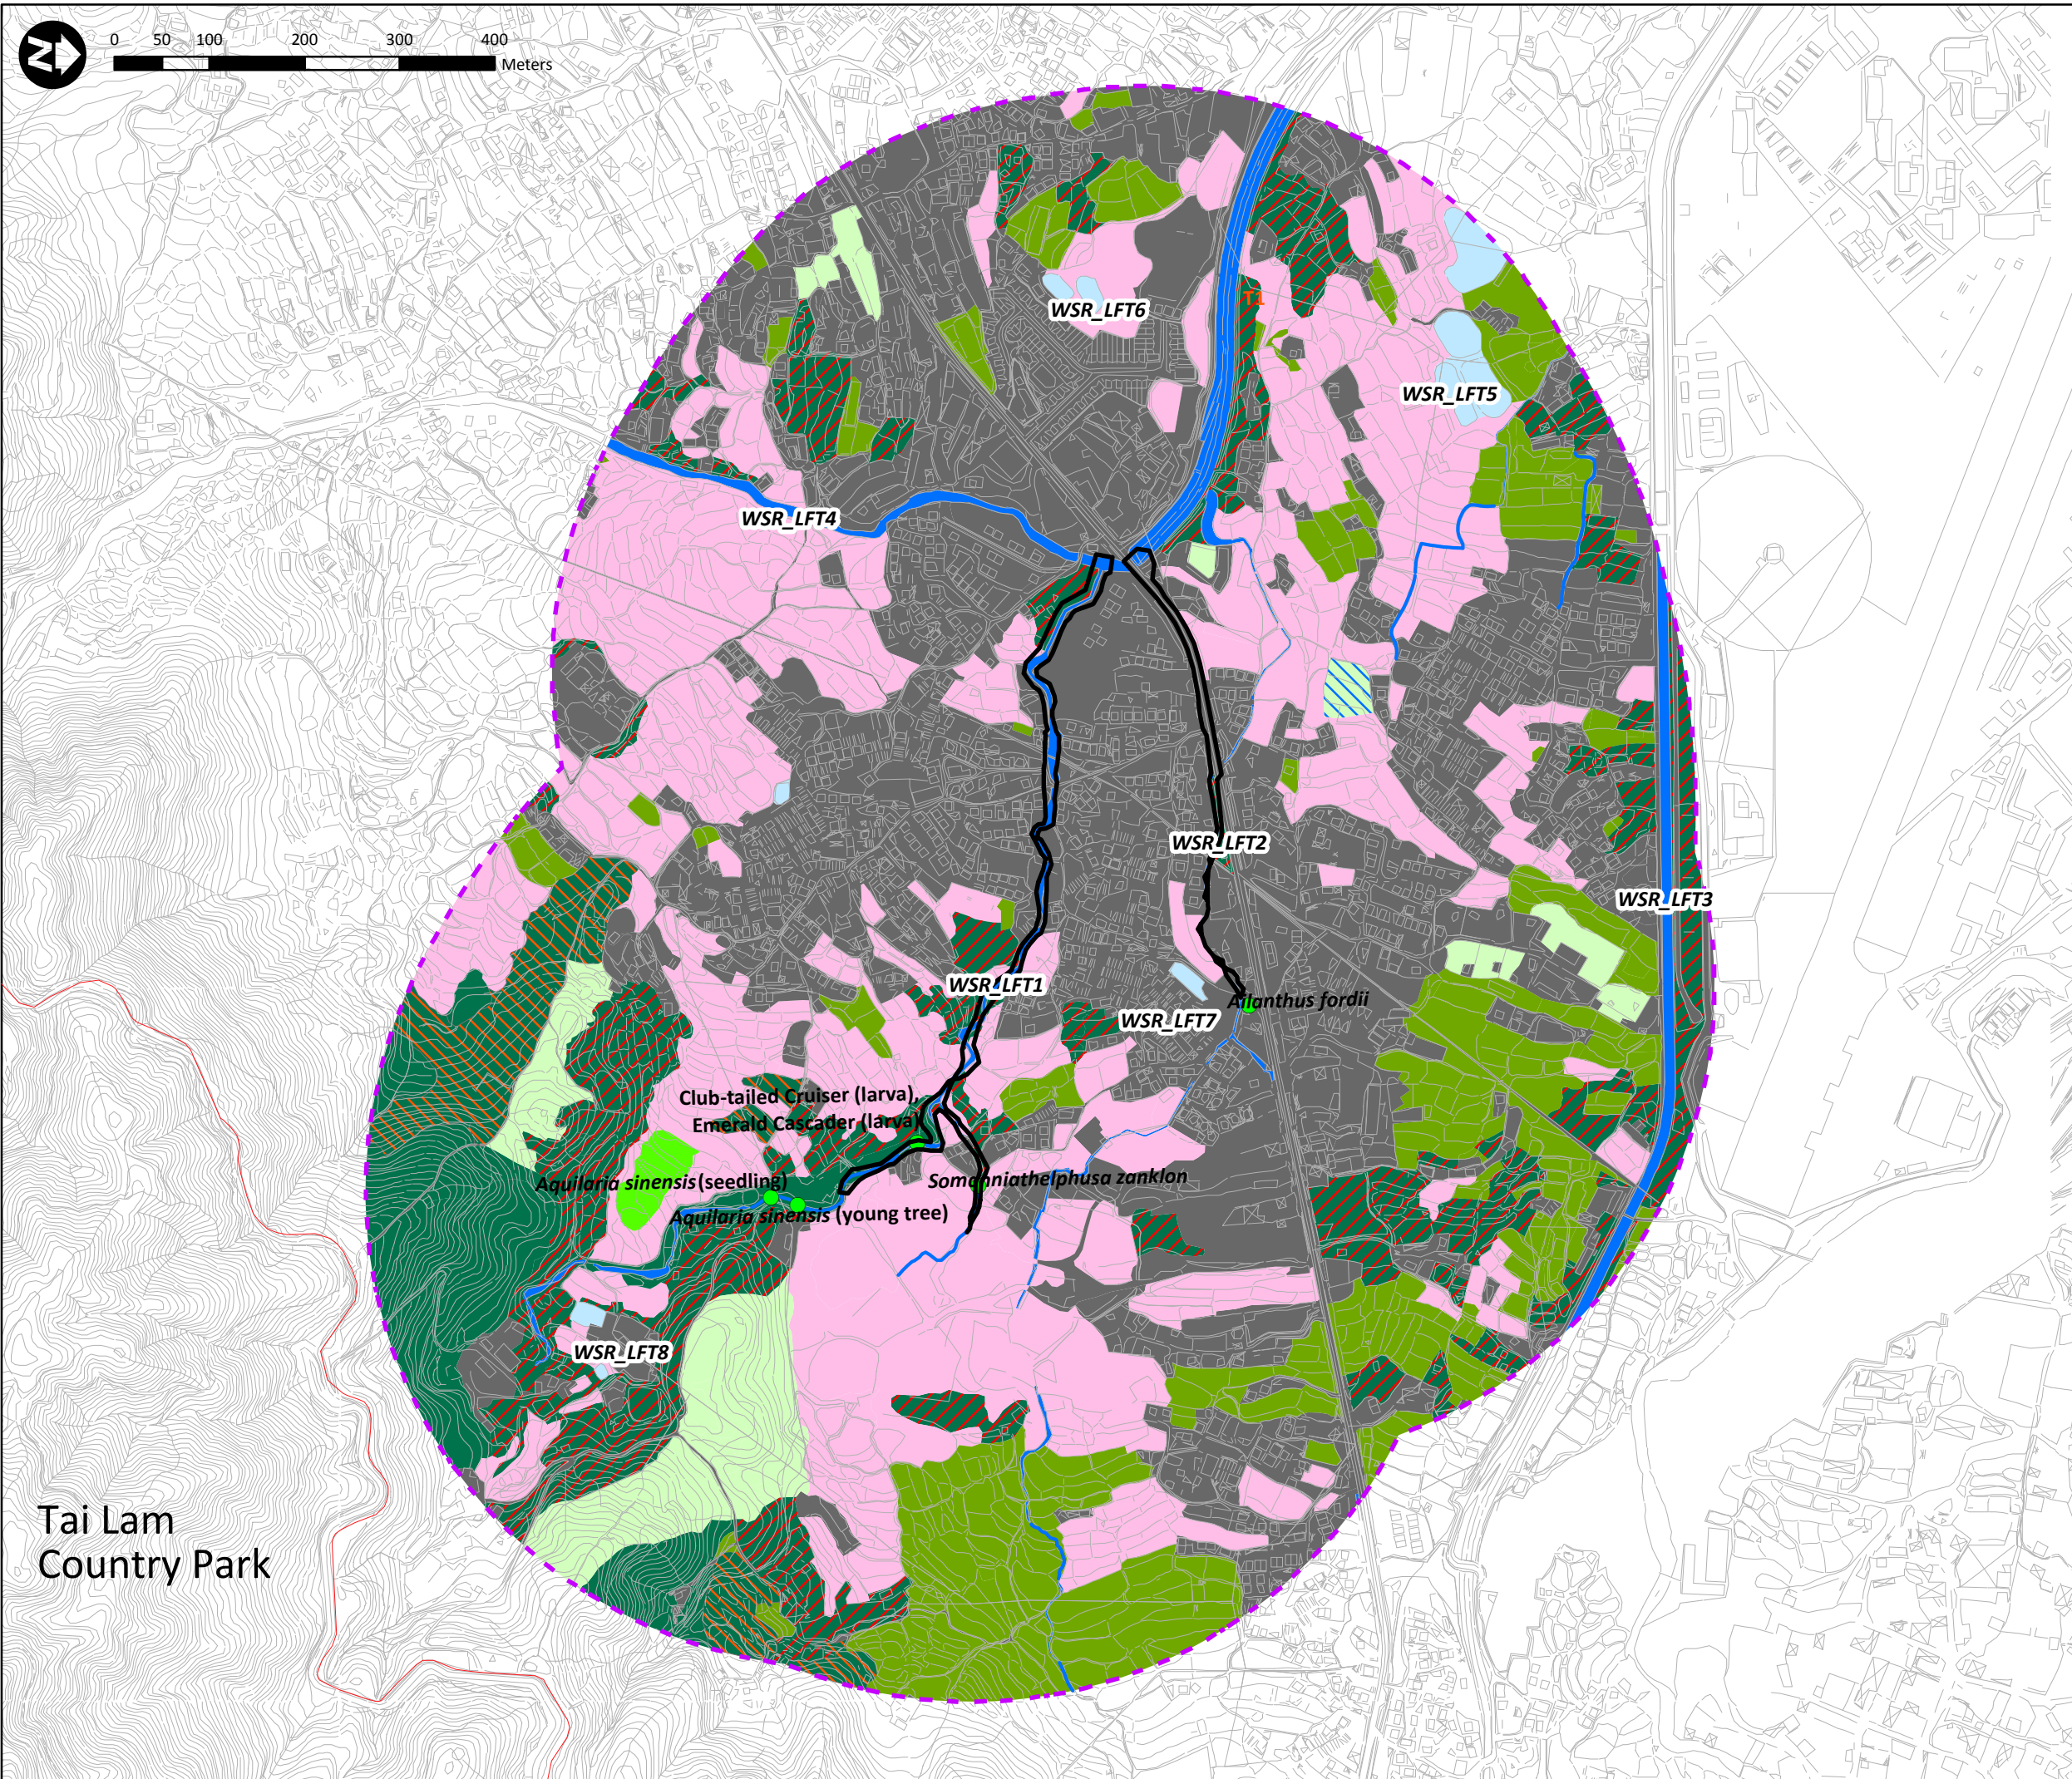 N
0 50 100 200 300 400
Meters
T1
WSR_LFT6
WSR_LFT5
WSR_LFT4
WSR_LFT2
WSR_LFT3
WSR_LFT1
Ailanthus fordii
WSR_LFT7
Club-tailed Cruiser (larva),
Emerald Cascader (larva)
Somanniathelphusa zanklon
Aquilaria sinensis (seedling)
Aquilaria sinensis (young tree)
WSR_LFT8
Tai Lam
Country Park